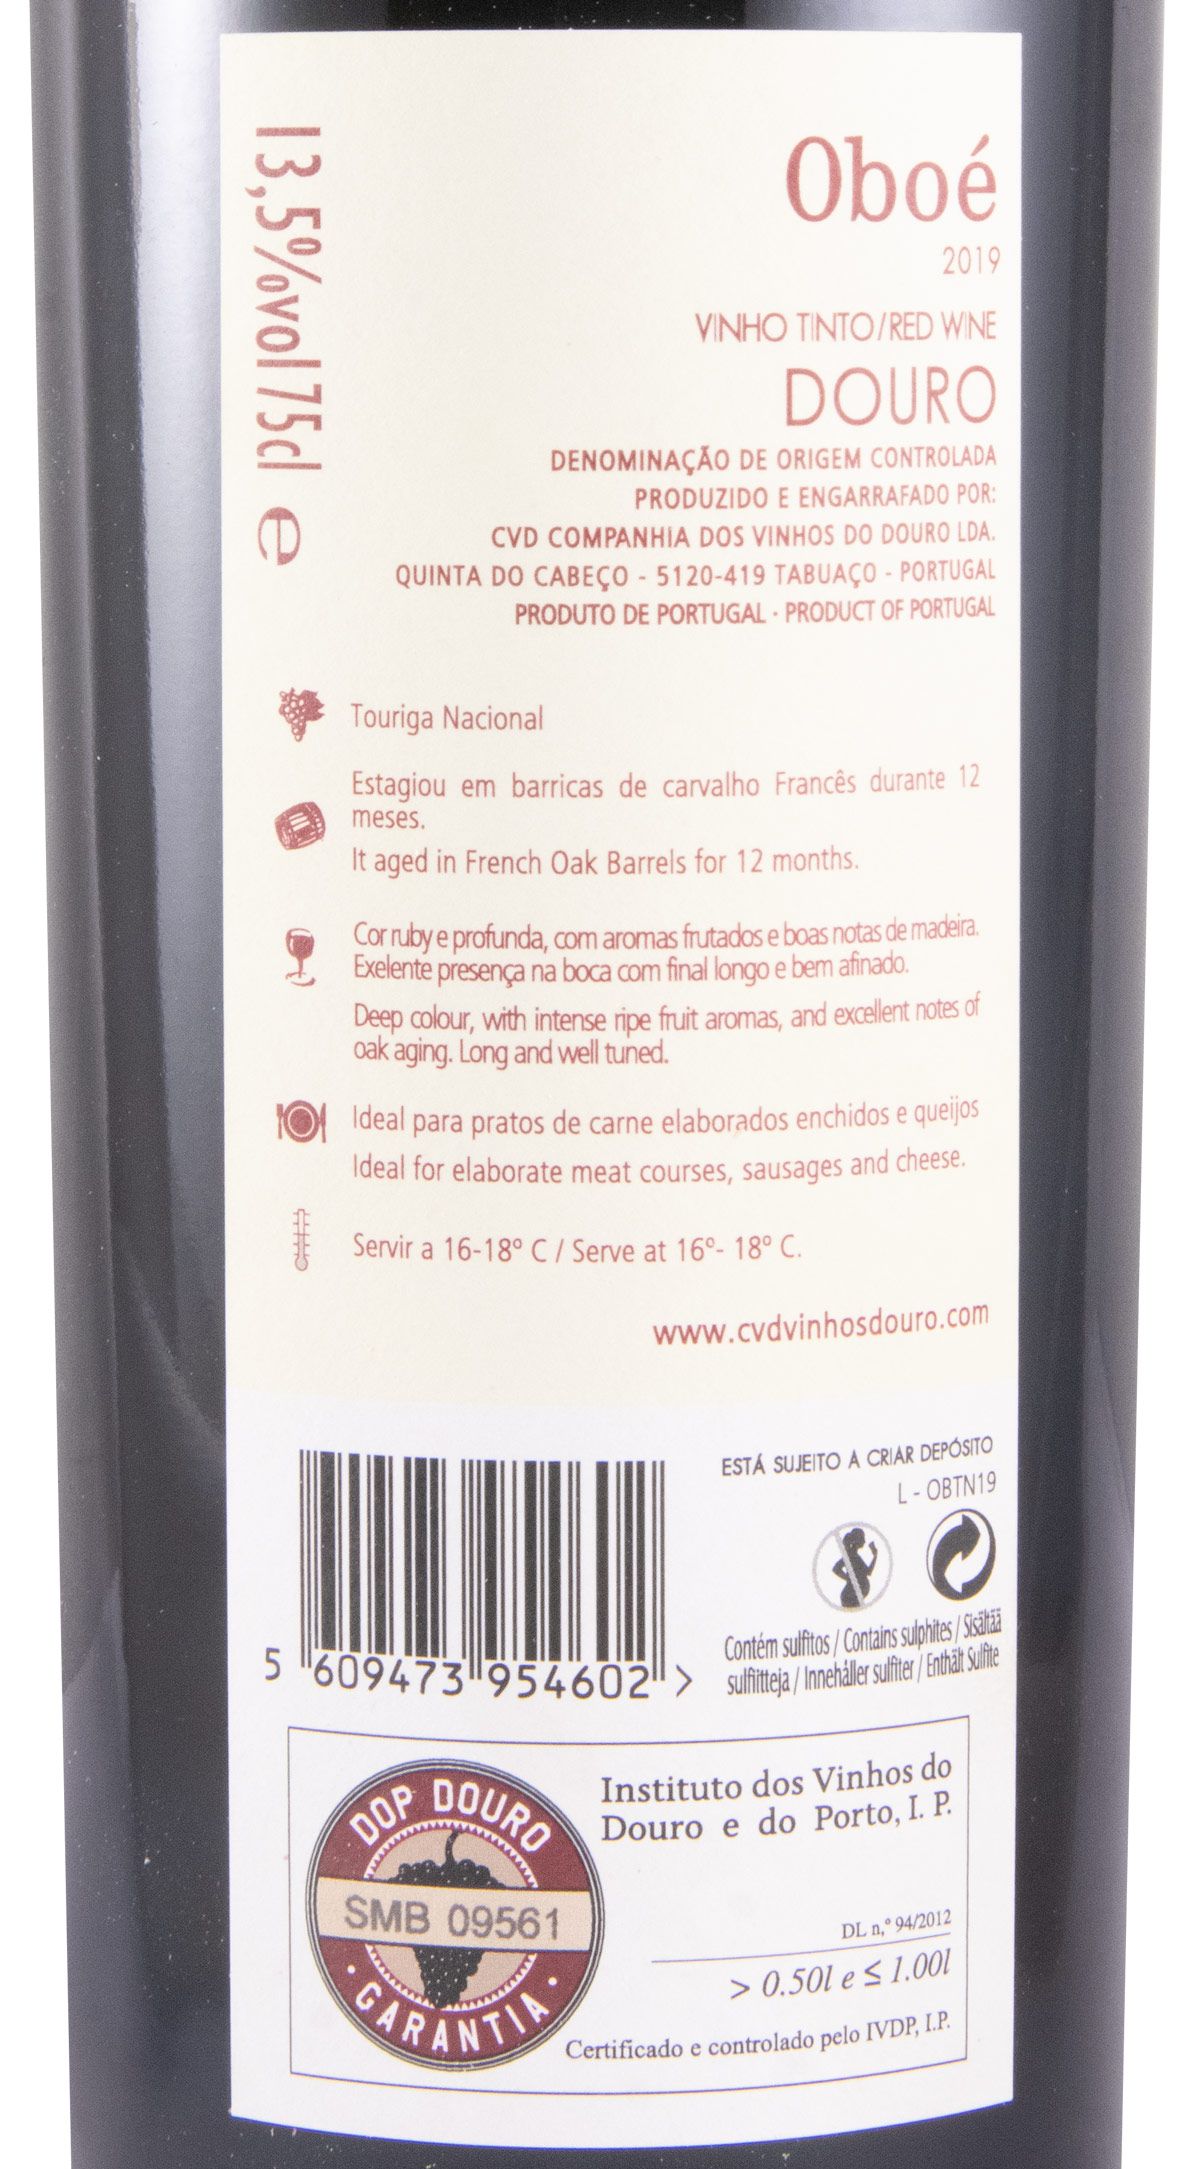 13,5%vol 75cl e
Oboé
2019
VINHO TINTO/RED WINE
DOURO
DENOMINAÇÃO DE ORIGEM CONTROLADA
PRODUZIDO E ENGARRAFADO POR:
CVD COMPANHIA DOS VINHOS DO DOURO LDA.
QUINTA DO CABEÇO - 5120-419 TABUAÇO - PORTUGAL
PRODUTO DE PORTUGAL · PRODUCT OF PORTUGAL
Touriga Nacional
Estagiou em barricas de carvalho Francês durante 12
meses.
It aged in French Oak Barrels for 12 months.
Cor ruby e profunda, com aromas frutados e boas notas de madeira.
Exelente presença na boca com final longo e bem afinado.
Deep colour, with intense ripe fruit aromas, and excellent notes of
oak aging. Long and well tuned.
Ideal para pratos de carne elaborados enchidos e queijos
Ideal for elaborate meat courses, sausages and cheese.
Servir a 16-18º C / Serve at 16º- 18º C.
www.cvdvinhosdouro.com
ESTÁ SUJEITO A CRIAR DEPÓSITO
L - OBTN19
Contém sulfitos / Contains sulphites / Sisältää
sulfiitteja / Innehåller sulfiter / Enthält Sulfite
5 609473 954602 >
DOP DOURO
SMB 09561
· GARANTIA ·
Instituto dos Vinhos do
Douro e do Porto, I. P.
DL n,º 94/2012
> 0.50l e ≤ 1.00l
Certificado e controlado pelo IVDP, I.P.